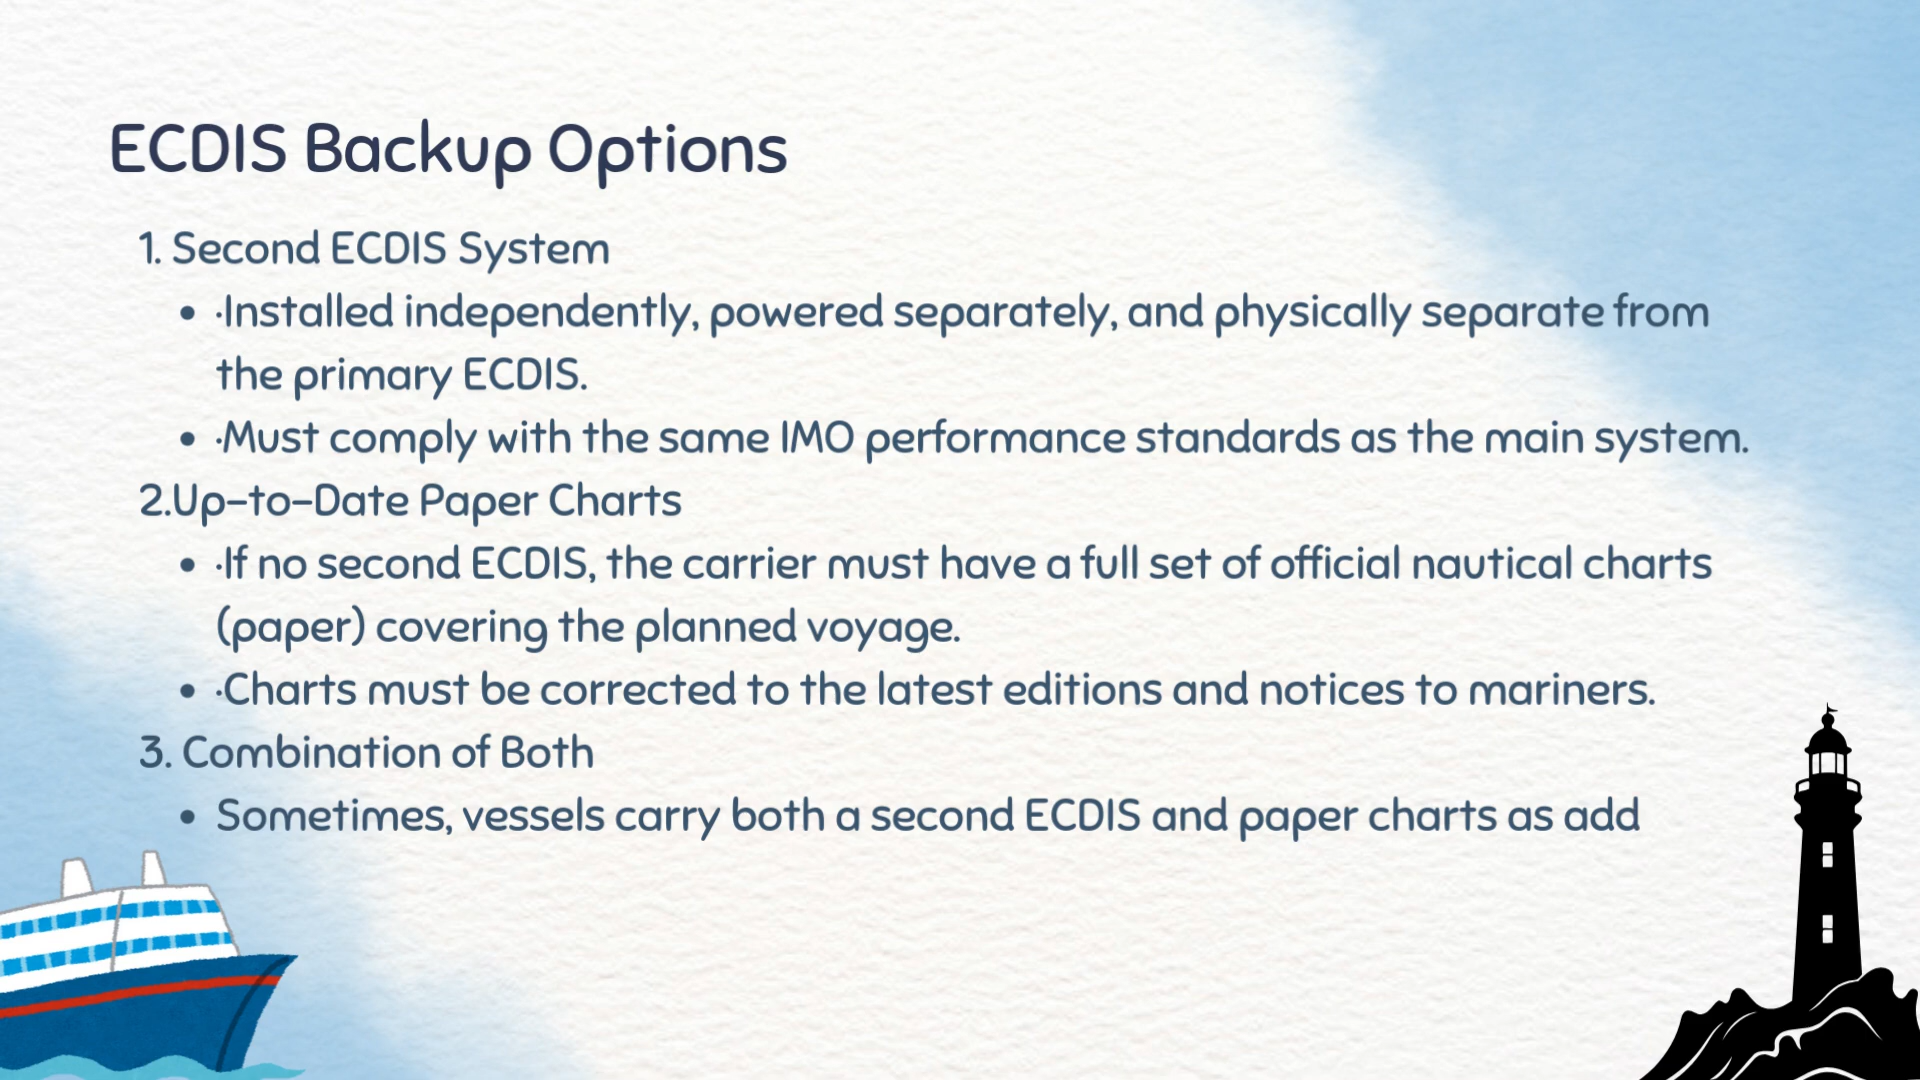 ECDIS Backup Options
1. Second ECDIS System
• ·Installed independently, powered separately, and physically separate from
the primary ECDIS.
• ·Must comply with the same IMO performance standards as the main system.
2.Up-to-Date Paper Charts
• ·If no second ECDIS, the carrier must have a full set of official nautical charts
(paper) covering the planned voyage.
• ·Charts must be corrected to the latest editions and notices to mariners.
3. Combination of Both
• Sometimes, vessels carry both a second ECDIS and paper charts as add